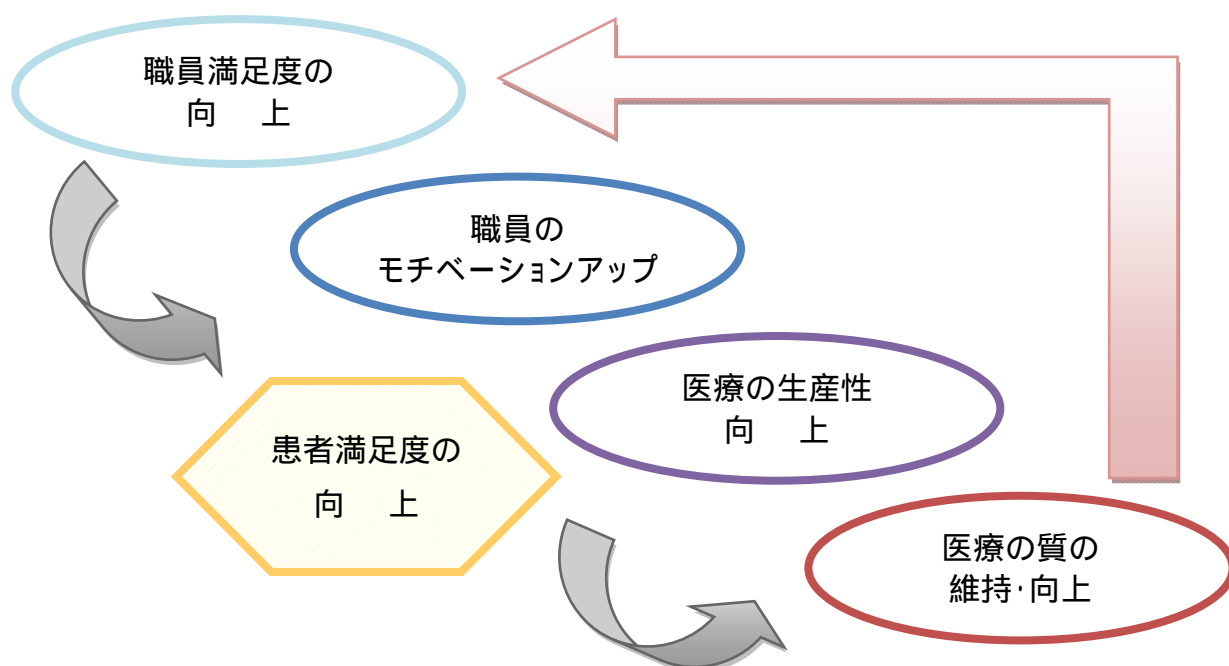 職員満足度の
向 上
職員の
モチベーションアップ
医療の生産性
向 上
患者満足度の
向 上
医療の質の
維持・向上